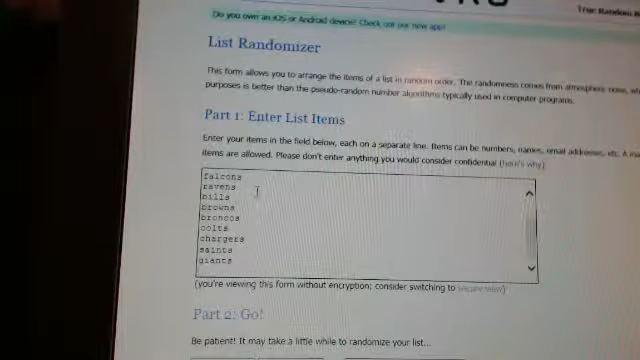 True Random
Do you own an iOS or Android device? Check out our new app!
List Randomizer
This form allows you to arrange the items of a list in random order. The randomness comes from atmospheric noise, wh
purposes is better than the pseudo-random number algorithms typically used in computer programs.
Part 1: Enter List Items
Enter your items in the field below, each on a separate line. Items can be numbers, names, email addresses, etc. A ma
items are allowed. Please don't enter anything you would consider confidential (here's why)
falcons
ravens
bills
browns
broncos
colts
chargers
saints
giants
(you're viewing this form without encryption; consider switching to secure view)
Part 2: Go!
Be patient! It may take a little while to randomize your list...